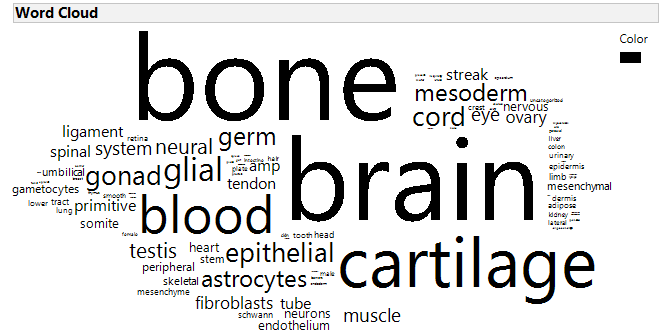 Word Cloud
Color
bone
streak
mesoderm
uncategorized
cord
crest
eye
nervous
ovary
ligament
retina
germ
spinal
system
neural
brain
liver
colon
urinary
umbilical
gonad
glial
plate
intestine
hair
amp
epidermis
limb
gametocytes
tendon
mesenchymal
lower
tract
smooth
primitive
lung
blood
dermis
adipose
kidney
lateral
somite
female
tooth
head
testis
heart
stem
epithelial
cartilage
peripheral
skeletal
astrocytes
male
mesenchyme
fibroblasts
tube
schwann
neurons
muscle
endothelium